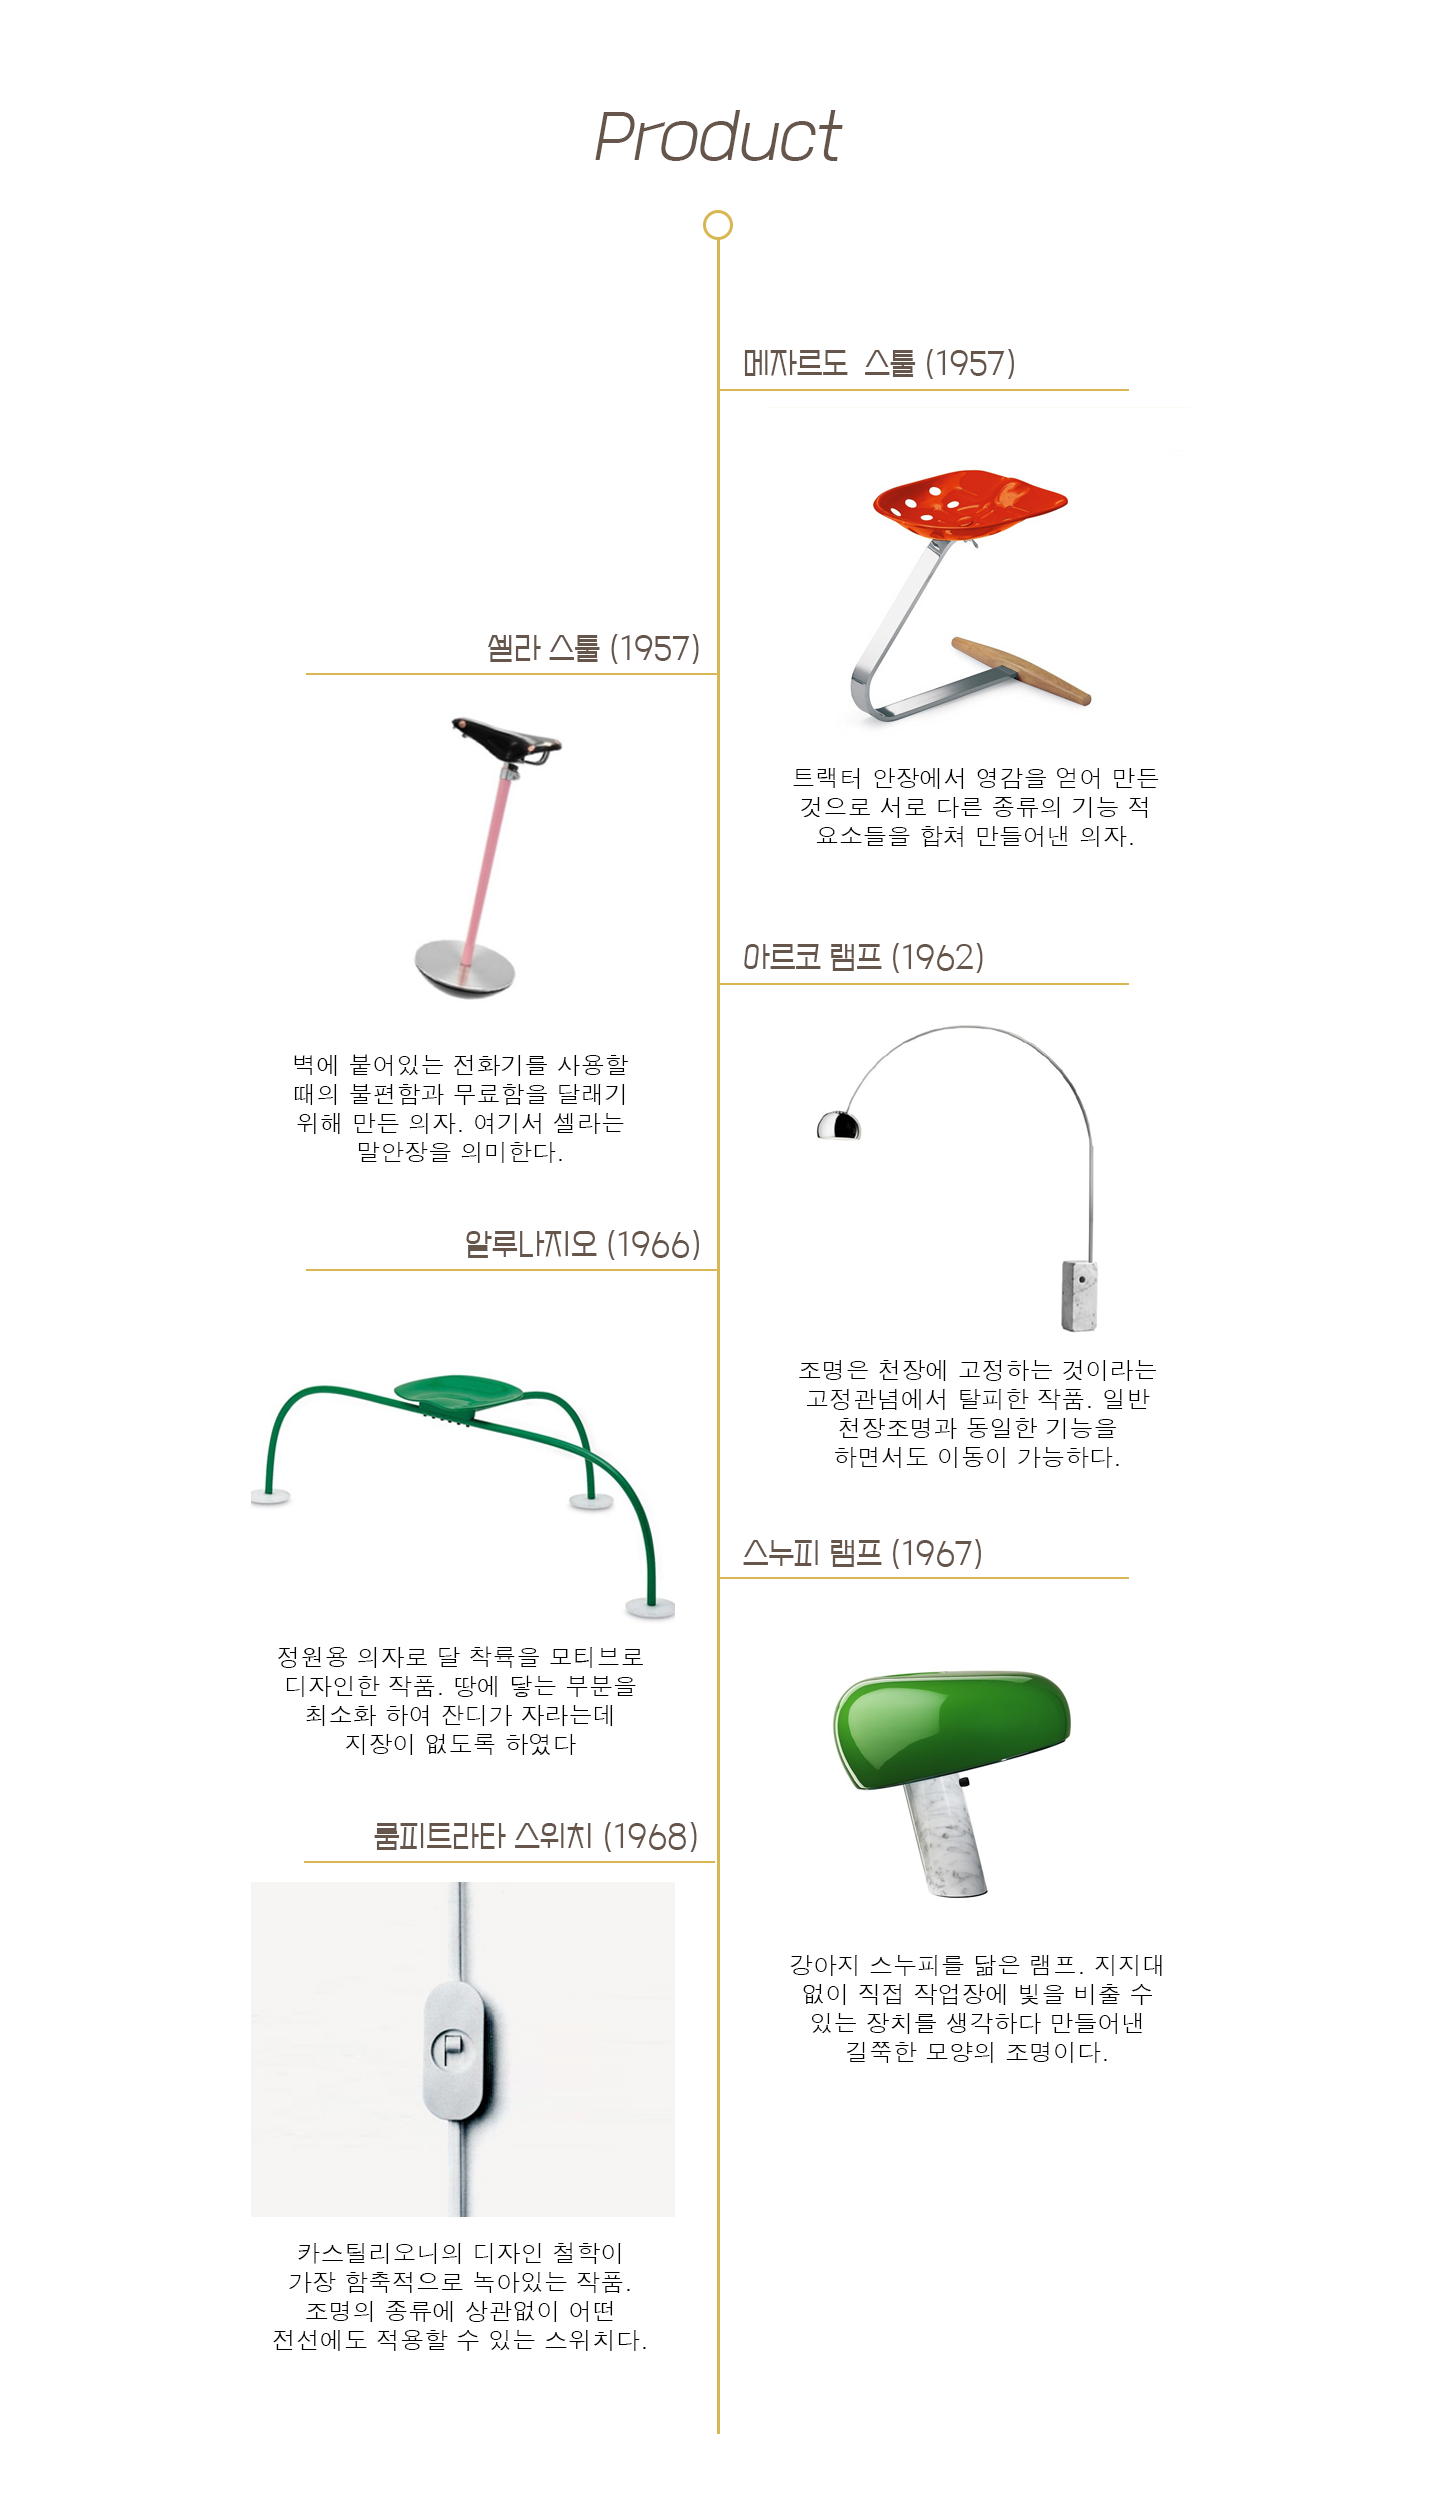 Product
메자르도 스툴 (1957)
트랙터 안장에서 영감을 얻어 만든
것으로 서로 다른 종류의 기능 적
요소들을 합쳐 만들어낸 의자.
셀라 스툴 (1957)
벽에 붙어있는 전화기를 사용할
때의 불편함과 무료함을 달래기
위해 만든 의자. 여기서 셀라는
말안장을 의미한다.
아르코 램프 (1962)
조명은 천장에 고정하는 것이라는
고정관념에서 탈피한 작품. 일반
천장조명과 동일한 기능을
하면서도 이동이 가능하다.
알루나지오 (1966)
정원용 의자로 달 착륙을 모티브로
디자인한 작품. 땅에 닿는 부분을
최소화 하여 잔디가 자라는데
지장이 없도록 하였다
스누피 램프 (1967)
강아지 스누피를 닮은 램프. 지지대
없이 직접 작업장에 빛을 비출 수
있는 장치를 생각하다 만들어낸
길쭉한 모양의 조명이다.
룸피트라타 스위치 (1968)
카스틸리오니의 디자인 철학이
가장 함축적으로 녹아있는 작품.
조명의 종류에 상관없이 어떤
전선에도 적용할 수 있는 스위치다.